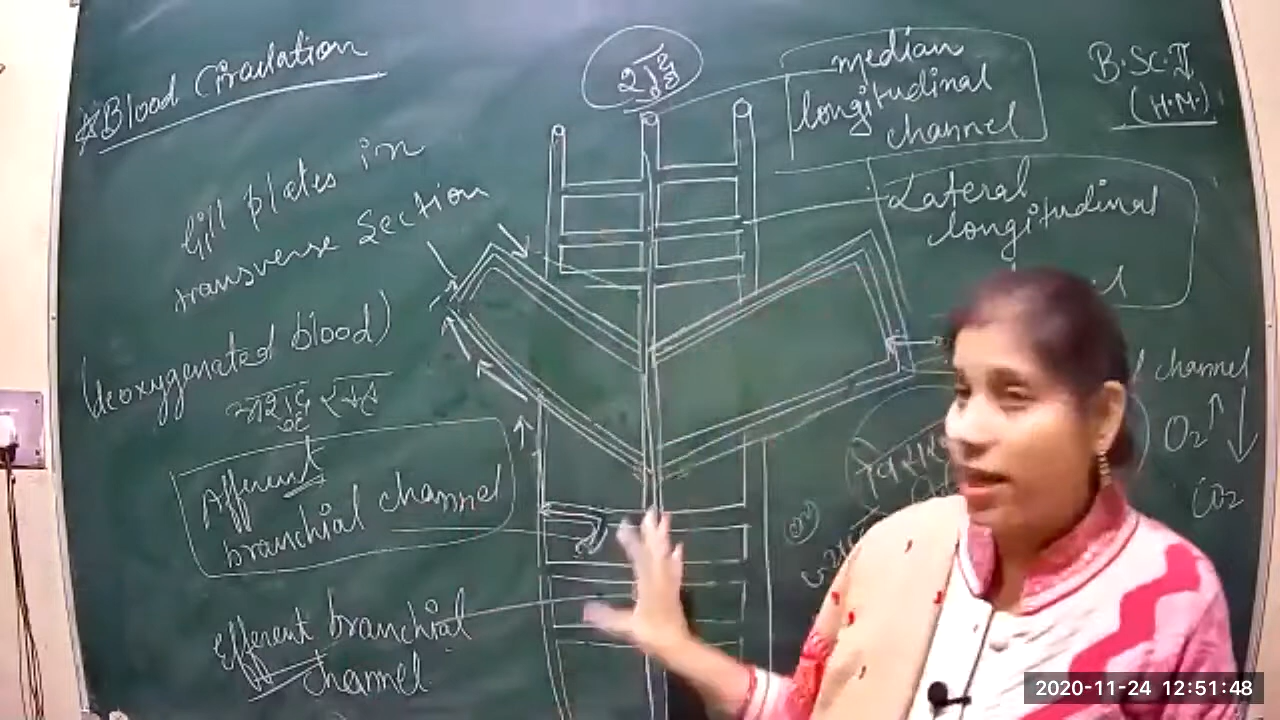 *Blood Circulation
Gill plates in
transverse section
(deoxygenated blood)
अशुद्ध रक्त
Afferent
branchial channel
Efferent branchial
channel
median
longitudinal
channel
B.Sc.II
(H.M.)
Lateral
longitudinal
channel
O2
CO2
2020-11-24 12:51:48